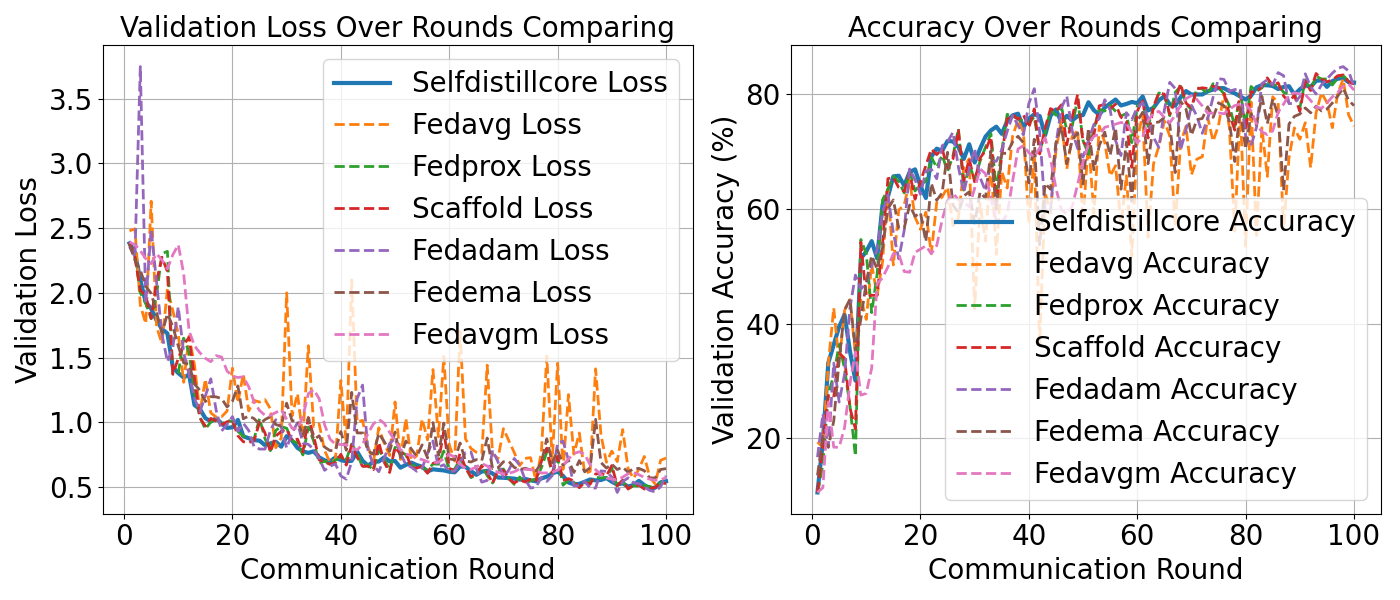 Validation Loss Over Rounds Comparing
Validation Loss
3.5
3.0
2.5
2.0
1.5
1.0
0.5
0
20
40
60
80
100
Communication Round
Selfdistillcore Loss
Fedavg Loss
Fedprox Loss
Scaffold Loss
Fedadam Loss
Fedema Loss
Fedavgm Loss
Accuracy Over Rounds Comparing
Validation Accuracy (%)
80
60
40
20
0
20
40
60
80
100
Communication Round
Selfdistillcore Accuracy
Fedavg Accuracy
Fedprox Accuracy
Scaffold Accuracy
Fedadam Accuracy
Fedema Accuracy
Fedavgm Accuracy